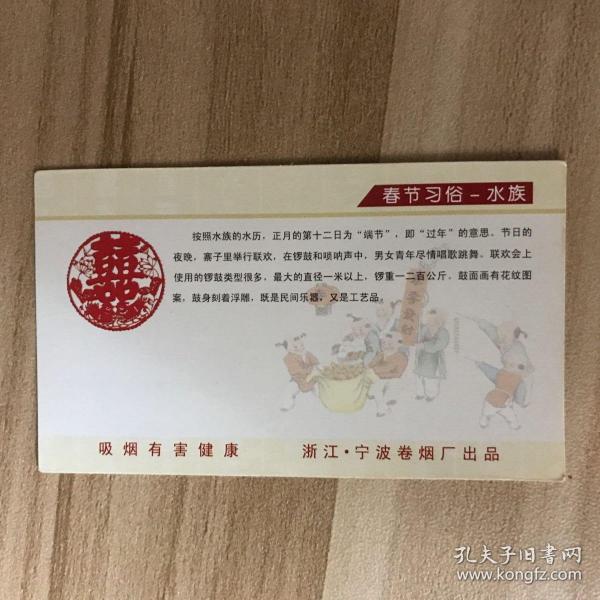 春节习俗－水族
按照水族的水历，正月的第十二日为“端节”，即“过年”的意思。节日的
夜晚，寨子里举行联欢，在锣鼓和唢呐声中，男女青年尽情唱歌跳舞。联欢会上
使用的锣鼓类型很多，最大的直径一米以上，锣重一二百公斤。鼓面画有花纹图
案，鼓身刻着浮雕，既是民间乐器，又是工艺品。
吸烟有害健康
浙江·宁波卷烟厂出品
孔夫子旧书网
www.kongfz.com